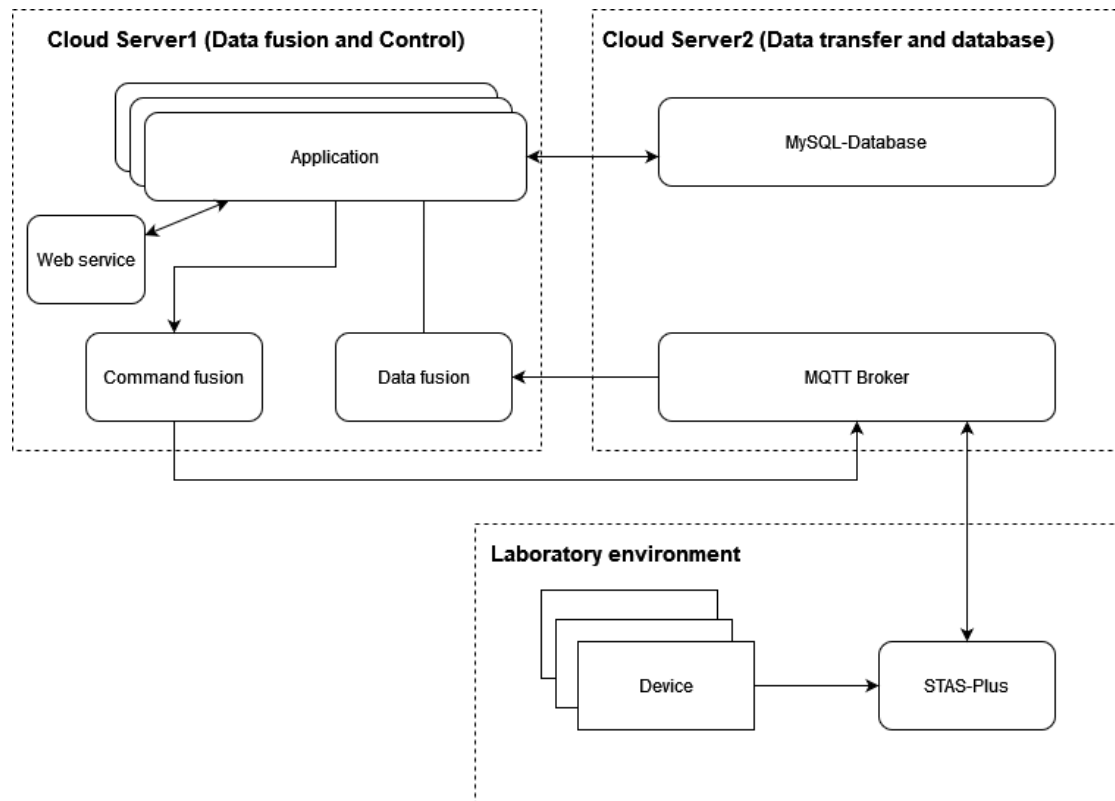 Cloud Server1 (Data fusion and Control)
Cloud Server2 (Data transfer and database)
Application
MySQL-Database
Web service
Command fusion
Data fusion
MQTT Broker
Laboratory environment
Device
STAS-Plus